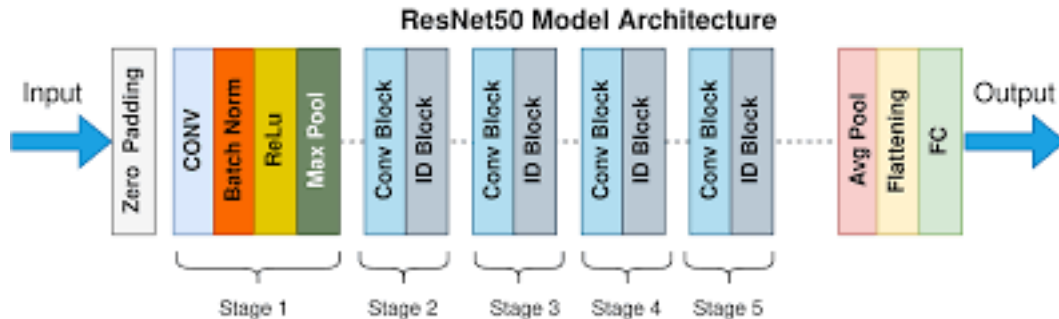 ResNet50 Model Architecture
Input
Zero Padding
CONV
Batch Norm
ReLu
Max Pool
Conv Block
ID Block
Conv Block
ID Block
Conv Block
ID Block
Conv Block
ID Block
Avg Pool
Flattening
FC
Output
Stage 1
Stage 2
Stage 3
Stage 4
Stage 5